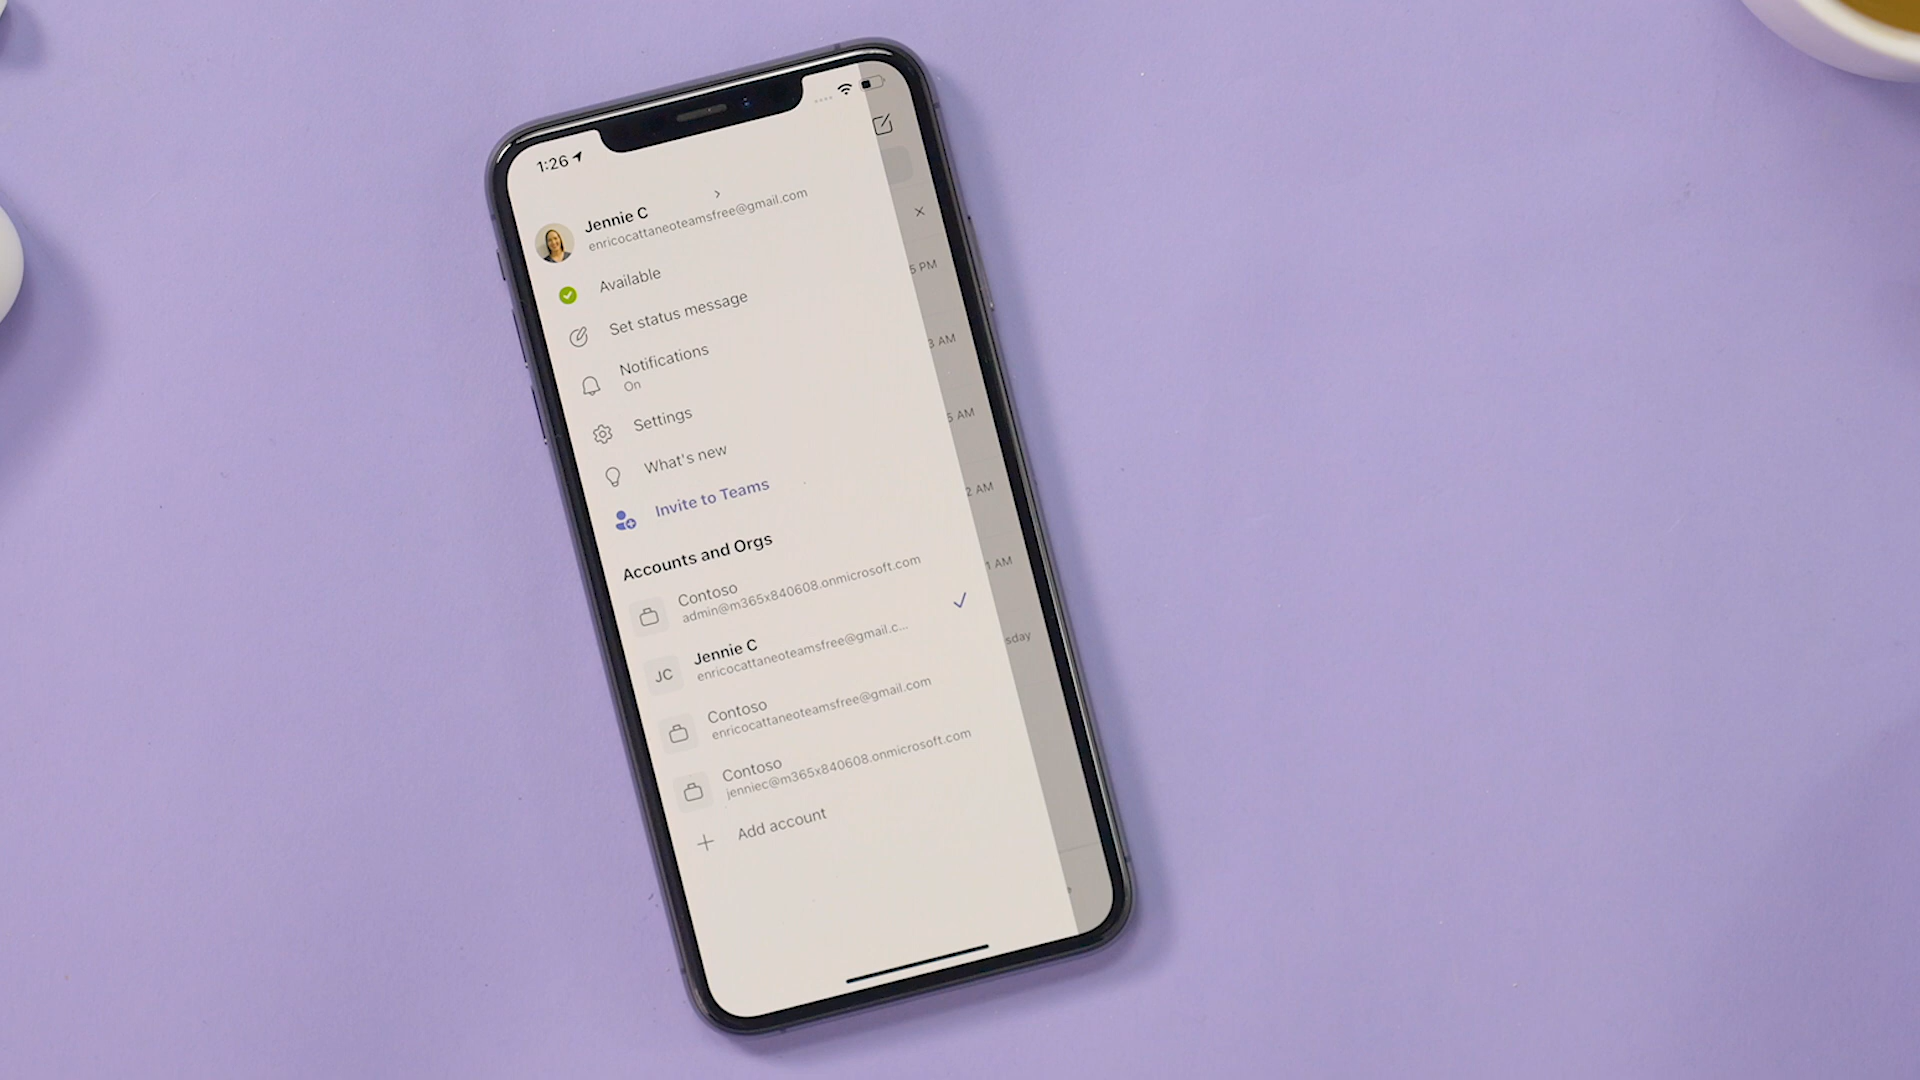 1:26
Jennie C
enricocattaneoteamsfree@gmail.com
Available
Set status message
Notifications
On
Settings
What's new
Invite to Teams
Accounts and Orgs
Contoso
admin@m365x840608.onmicrosoft.com
JC
Jennie C
enricocattaneoteamsfree@gmail.c...
Contoso
enricocattaneoteamsfree@gmail.com
Contoso
jenniec@m365x840608.onmicrosoft.com
Add account
5 PM
3 AM
5 AM
2 AM
1 AM
sday